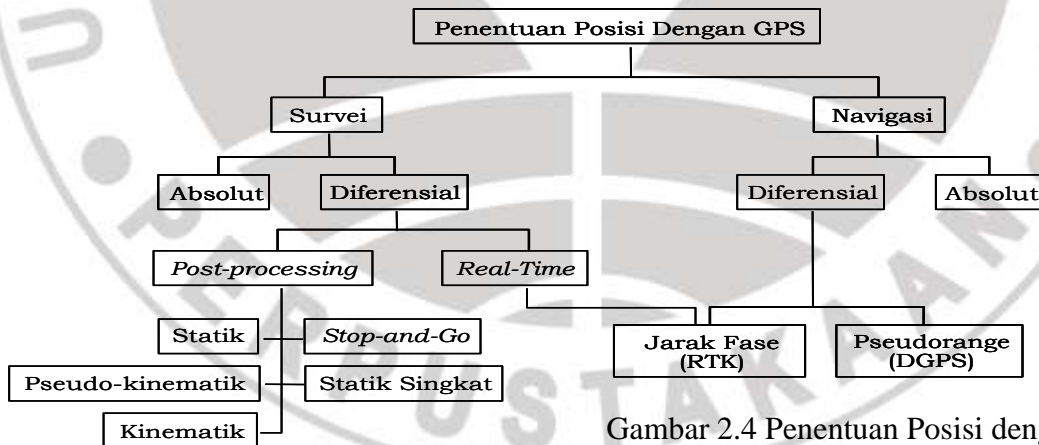 Penentuan Posisi Dengan GPS
Survei
Navigasi
Absolut
Diferensial
Diferensial
Absolut
Post-processing
Real-Time
Statik
Stop-and-Go
Jarak Fase
(RTK)
Pseudorange
(DGPS)
Pseudo-kinematik
Statik Singkat
Kinematik
Gambar 2.4 Penentuan Posisi den
PERPUSTAKAAN